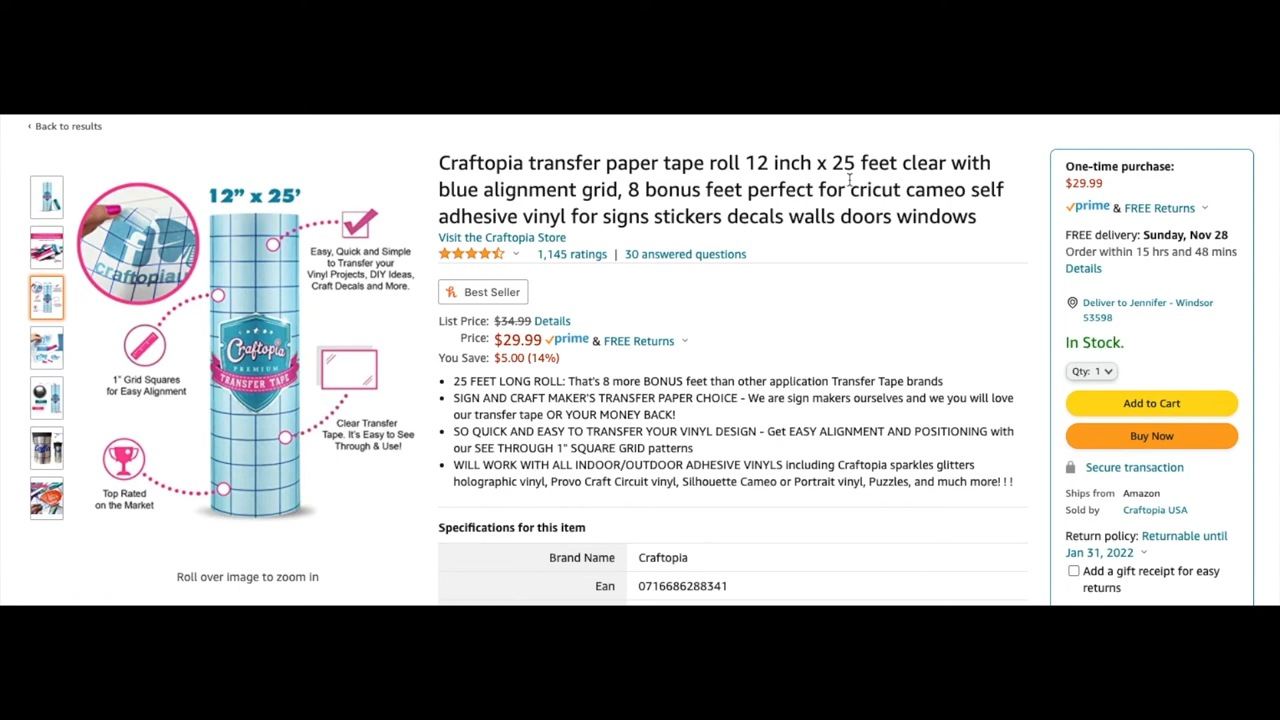 ‹ Back to results
12” x 25'
Easy, Quick and Simple
to Transfer your
Vinyl Projects, DIY Ideas,
Craft Decals and More.
craftopia
1” Grid Squares
for Easy Alignment
Craftopia
PREMIUM
TRANSFER TAPE
Clear Transfer
Tape. It's Easy to See
Through & Use!
Top Rated
on the Market
Roll over image to zoom in
Craftopia transfer paper tape roll 12 inch x 25 feet clear with
blue alignment grid, 8 bonus feet perfect for cricut cameo self
adhesive vinyl for signs stickers decals walls doors windows
Visit the Craftopia Store
1,145 ratings | 30 answered questions
Best Seller
List Price: $34.99 Details
Price: $29.99 prime & FREE Returns
You Save: $5.00 (14%)
• 25 FEET LONG ROLL: That's 8 more BONUS feet than other application Transfer Tape brands
• SIGN AND CRAFT MAKER'S TRANSFER PAPER CHOICE - We are sign makers ourselves and we you will love
our transfer tape OR YOUR MONEY BACK!
• SO QUICK AND EASY TO TRANSFER YOUR VINYL DESIGN - Get EASY ALIGNMENT AND POSITIONING with
our SEE THROUGH 1" SQUARE GRID patterns
• WILL WORK WITH ALL INDOOR/OUTDOOR ADHESIVE VINYLS including Craftopia sparkles glitters
holographic vinyl, Provo Craft Circuit vinyl, Silhouette Cameo or Portrait vinyl, Puzzles, and much more! ! !
Specifications for this item
Brand Name Craftopia
Ean 0716686288341
One-time purchase:
$29.99
prime & FREE Returns
FREE delivery: Sunday, Nov 28
Order within 15 hrs and 48 mins
Details
Deliver to Jennifer - Windsor
53598
In Stock.
Qty: 1
Add to Cart
Buy Now
Secure transaction
Ships from Amazon
Sold by Craftopia USA
Return policy: Returnable until
Jan 31, 2022
Add a gift receipt for easy
returns